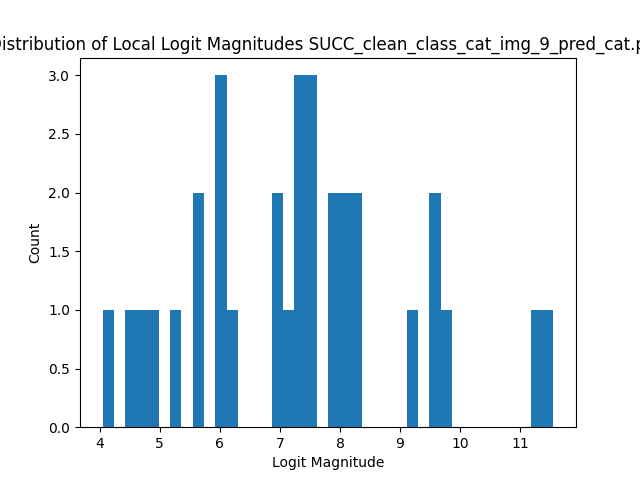 istribution of Local Logit Magnitudes SUCC_clean_class_cat_img_9_pred_cat.p
3.0
2.5
2.0
1.5
1.0
0.5
0.0
Count
4 5 6 7 8 9 10 11
Logit Magnitude